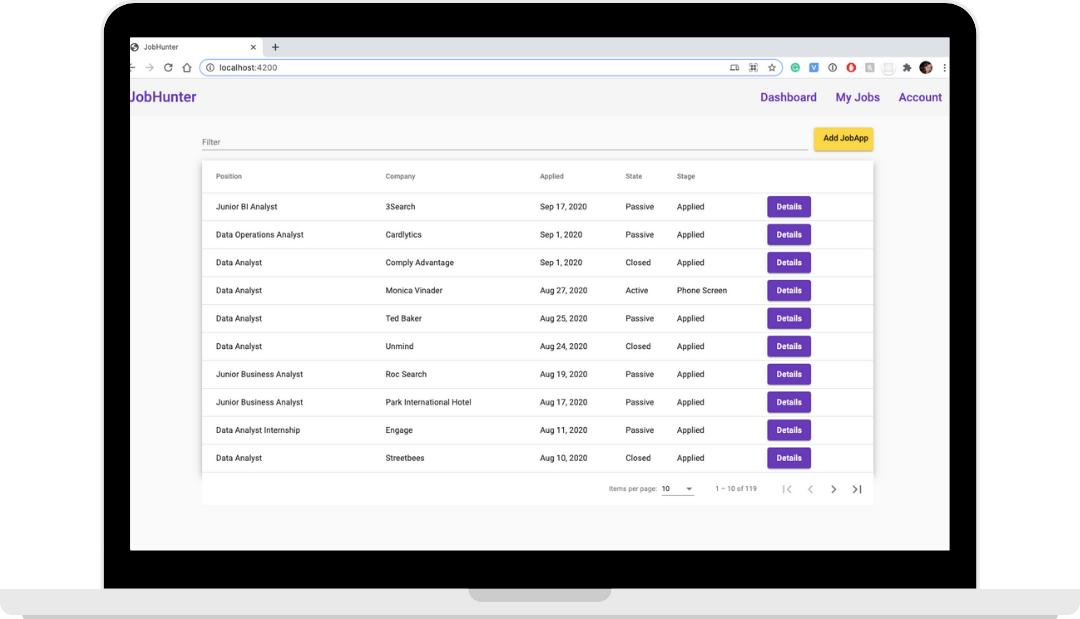 JobHunter
localhost:4200
JobHunter Dashboard My Jobs Account
Filter Add JobApp
Position Company Applied State Stage
Junior BI Analyst 3Search Sep 17, 2020 Passive Applied Details
Data Operations Analyst Cardlytics Sep 1, 2020 Passive Applied Details
Data Analyst Comply Advantage Sep 1, 2020 Closed Applied Details
Data Analyst Monica Vinader Aug 27, 2020 Active Phone Screen Details
Data Analyst Ted Baker Aug 25, 2020 Passive Applied Details
Data Analyst Unmind Aug 24, 2020 Closed Applied Details
Junior Business Analyst Roc Search Aug 19, 2020 Passive Applied Details
Junior Business Analyst Park International Hotel Aug 17, 2020 Passive Applied Details
Data Analyst Internship Engage Aug 11, 2020 Passive Applied Details
Data Analyst Streetbees Aug 10, 2020 Closed Applied Details
Items per page: 10 1 – 10 of 119